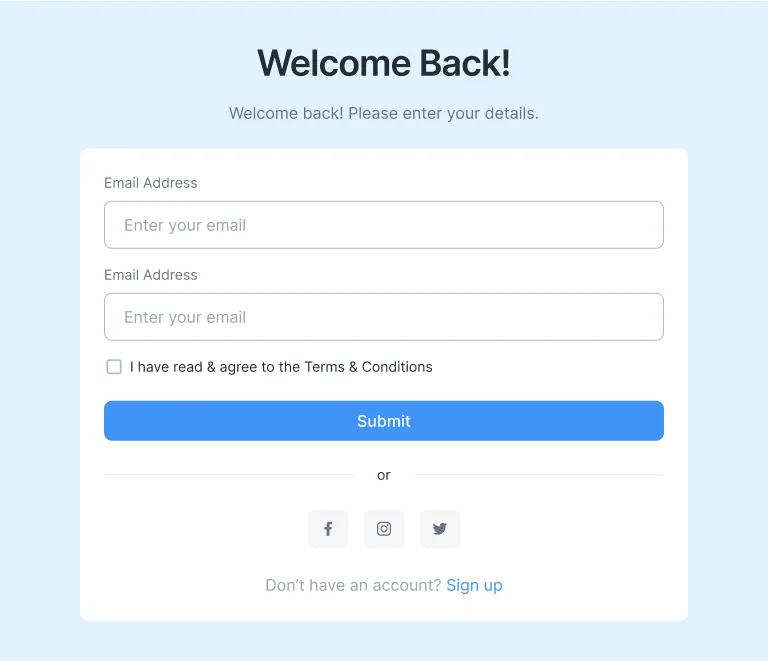 Welcome Back!
Welcome back! Please enter your details.
Email Address
Enter your email
Email Address
Enter your email
I have read & agree to the Terms & Conditions
Submit
or
Don’t have an account? Sign up